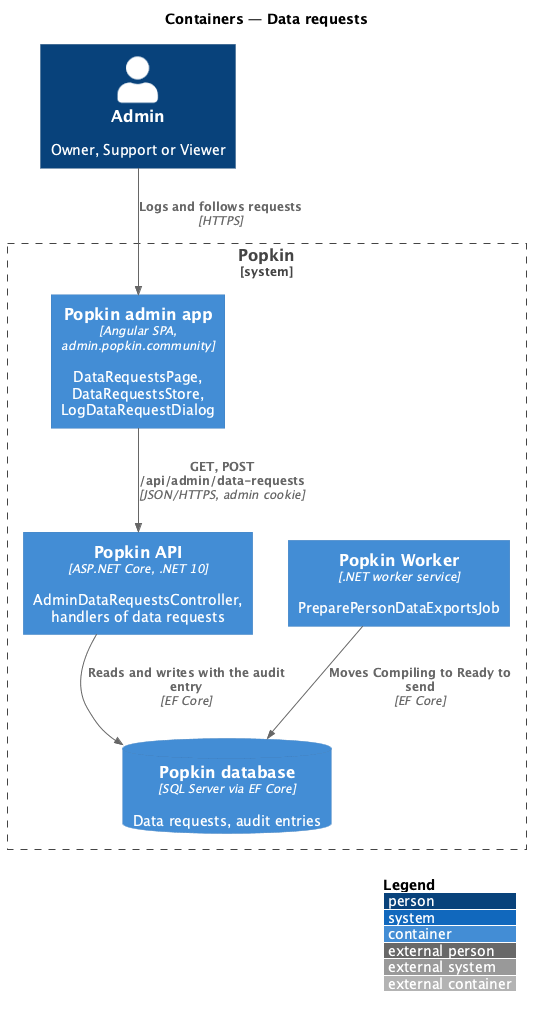 Containers — Data requests
Admin
Owner, Support or Viewer
Logs and follows requests
[HTTPS]
Popkin
[system]
Popkin admin app
[Angular SPA,
admin.popkin.community]
DataRequestsPage,
DataRequestsStore,
LogDataRequestDialog
GET, POST
/api/admin/data-requests
[JSON/HTTPS, admin cookie]
Popkin API
[ASP.NET Core, .NET 10]
AdminDataRequestsController,
handlers of data requests
Popkin Worker
[.NET worker service]
PreparePersonDataExportsJob
Reads and writes with the audit
entry
[EF Core]
Moves Compiling to Ready to
send
[EF Core]
Popkin database
[SQL Server via EF Core]
Data requests, audit entries
Legend
person
system
container
external person
external system
external container